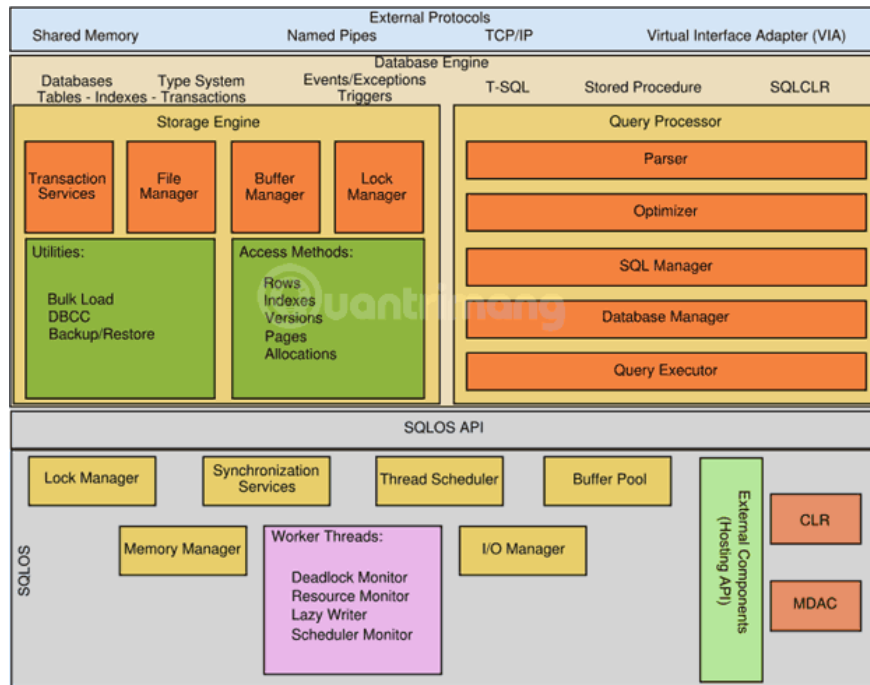 External Protocols
Shared Memory Named Pipes TCP/IP Virtual Interface Adapter (VIA)
Database Engine
Databases Type System Events/Exceptions T-SQL Stored Procedure SQLCLR
Tables - Indexes - Transactions Triggers
Storage Engine
Transaction Services
File Manager
Buffer Manager
Lock Manager
Utilities:
Bulk Load
DBCC
Backup/Restore
Access Methods:
Rows
Indexes
Versions
Pages
Allocations
Query Processor
Parser
Optimizer
SQL Manager
Database Manager
Query Executor
uantrimang
SQLOS API
SQLOS
Lock Manager
Synchronization
Services
Thread Scheduler
Buffer Pool
Memory Manager
Worker Threads:
Deadlock Monitor
Resource Monitor
Lazy Writer
Scheduler Monitor
I/O Manager
External Components
(Hosting API)
CLR
MDAC